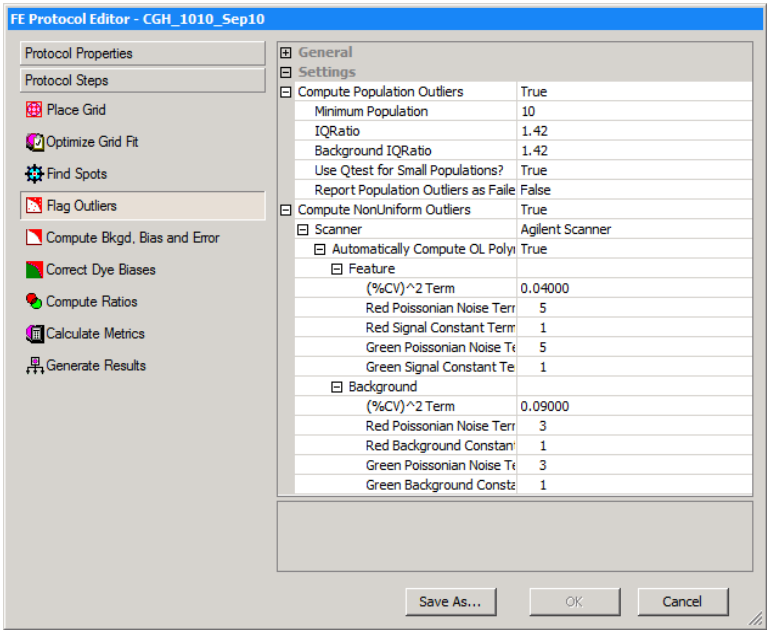 FE Protocol Editor - CGH_1010_Sep10
Protocol Properties
Protocol Steps
Place Grid
Optimize Grid Fit
Find Spots
Flag Outliers
Compute Bkgd, Bias and Error
Correct Dye Biases
Compute Ratios
Calculate Metrics
Generate Results
General
Settings
Compute Population Outliers True
Minimum Population 10
IQRatio 1.42
Background IQRatio 1.42
Use Qtest for Small Populations? True
Report Population Outliers as Faile False
Compute NonUniform Outliers True
Scanner Agilent Scanner
Automatically Compute OL Polyn True
Feature
(%CV)^2 Term 0.04000
Red Poissonian Noise Terr 5
Red Signal Constant Term 1
Green Poissonian Noise Te 5
Green Signal Constant Te 1
Background
(%CV)^2 Term 0.09000
Red Poissonian Noise Terr 3
Red Background Constant 1
Green Poissonian Noise Te 3
Green Background Consta 1
Save As...
OK
Cancel